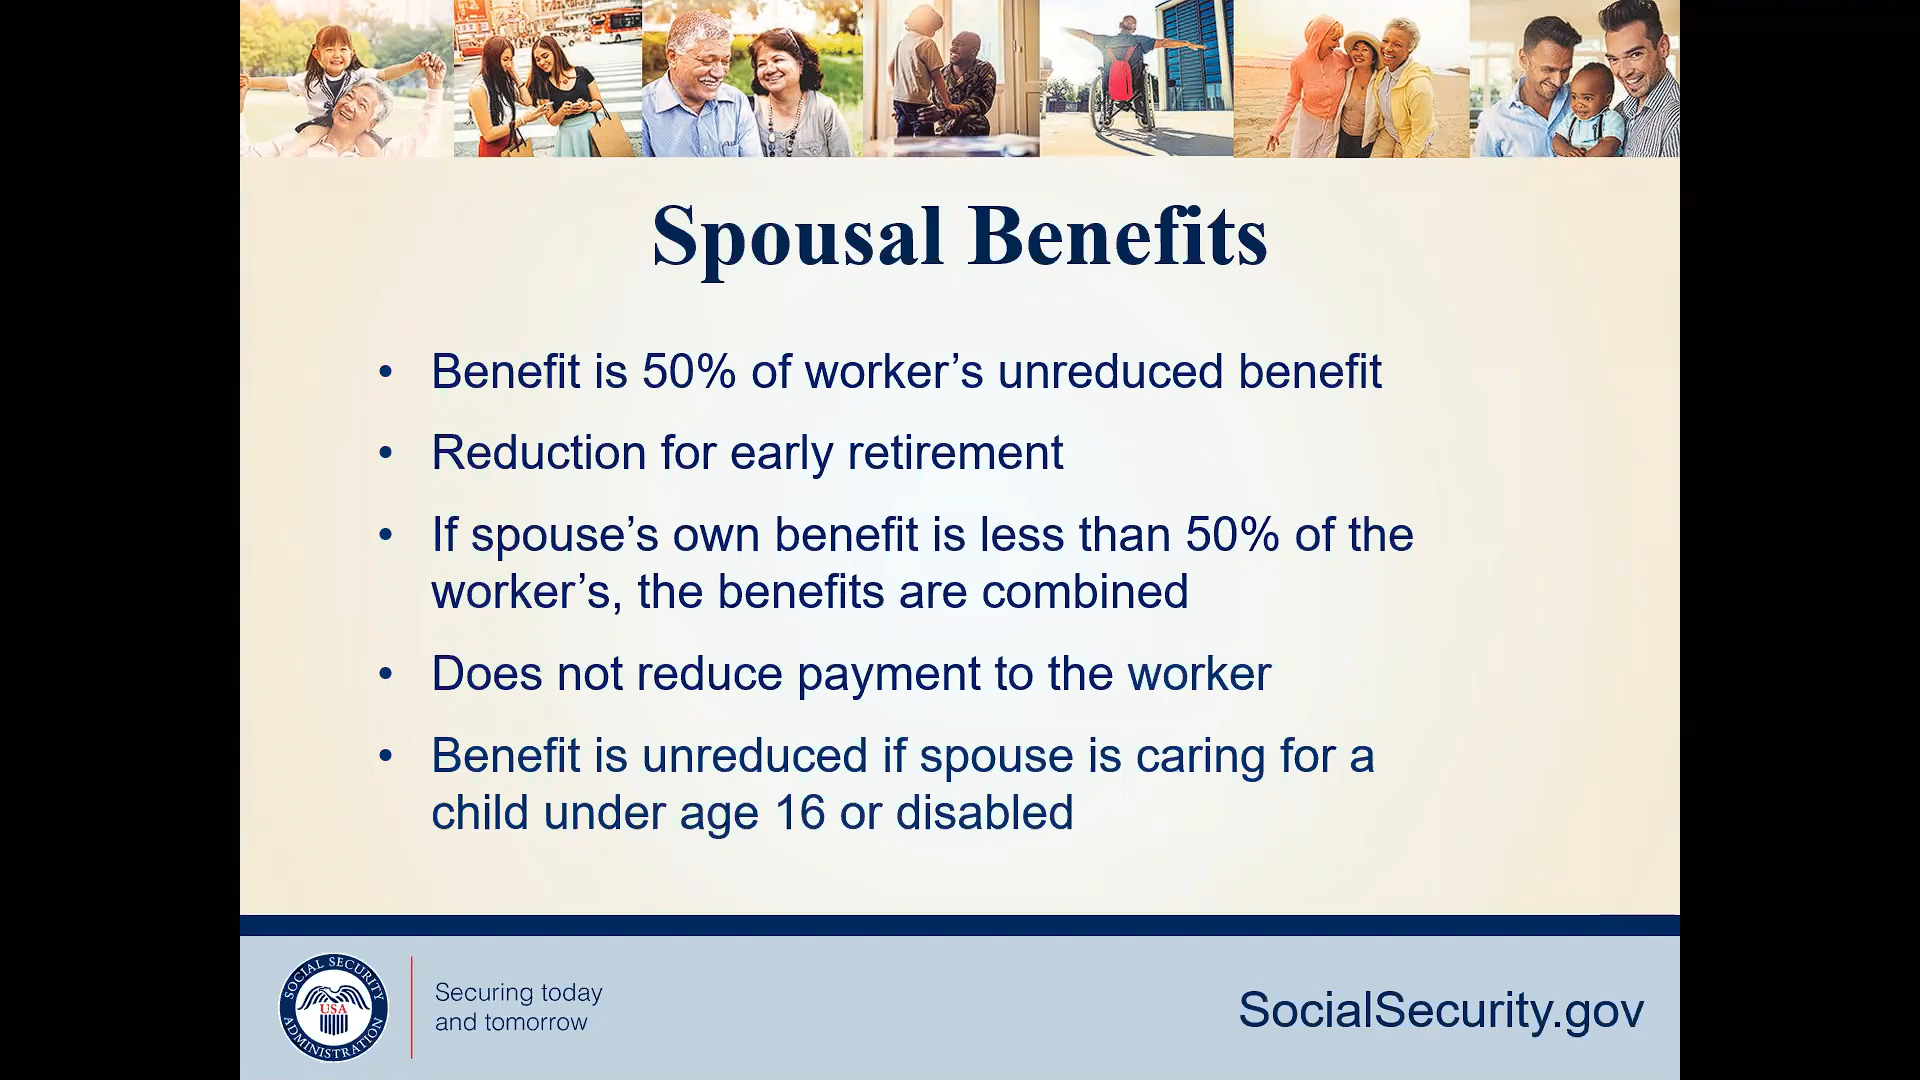 Spousal Benefits
• Benefit is 50% of worker’s unreduced benefit
• Reduction for early retirement
• If spouse’s own benefit is less than 50% of the
worker’s, the benefits are combined
• Does not reduce payment to the worker
• Benefit is unreduced if spouse is caring for a
child under age 16 or disabled
SOCIAL SECURITY
USA
ADMINISTRATION
Securing today
and tomorrow
SocialSecurity.gov